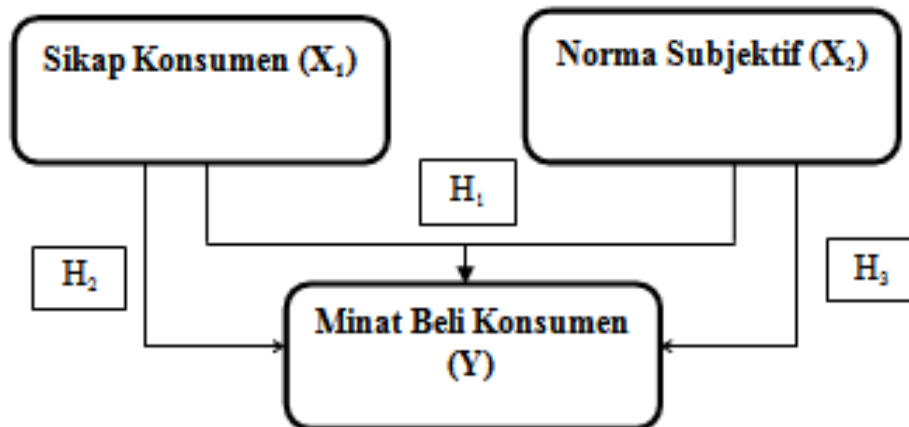 Sikap Konsumen (X₁)
Norma Subjektif (X₂)
H₁
H₂
H₃
Minat Beli Konsumen
(Y)